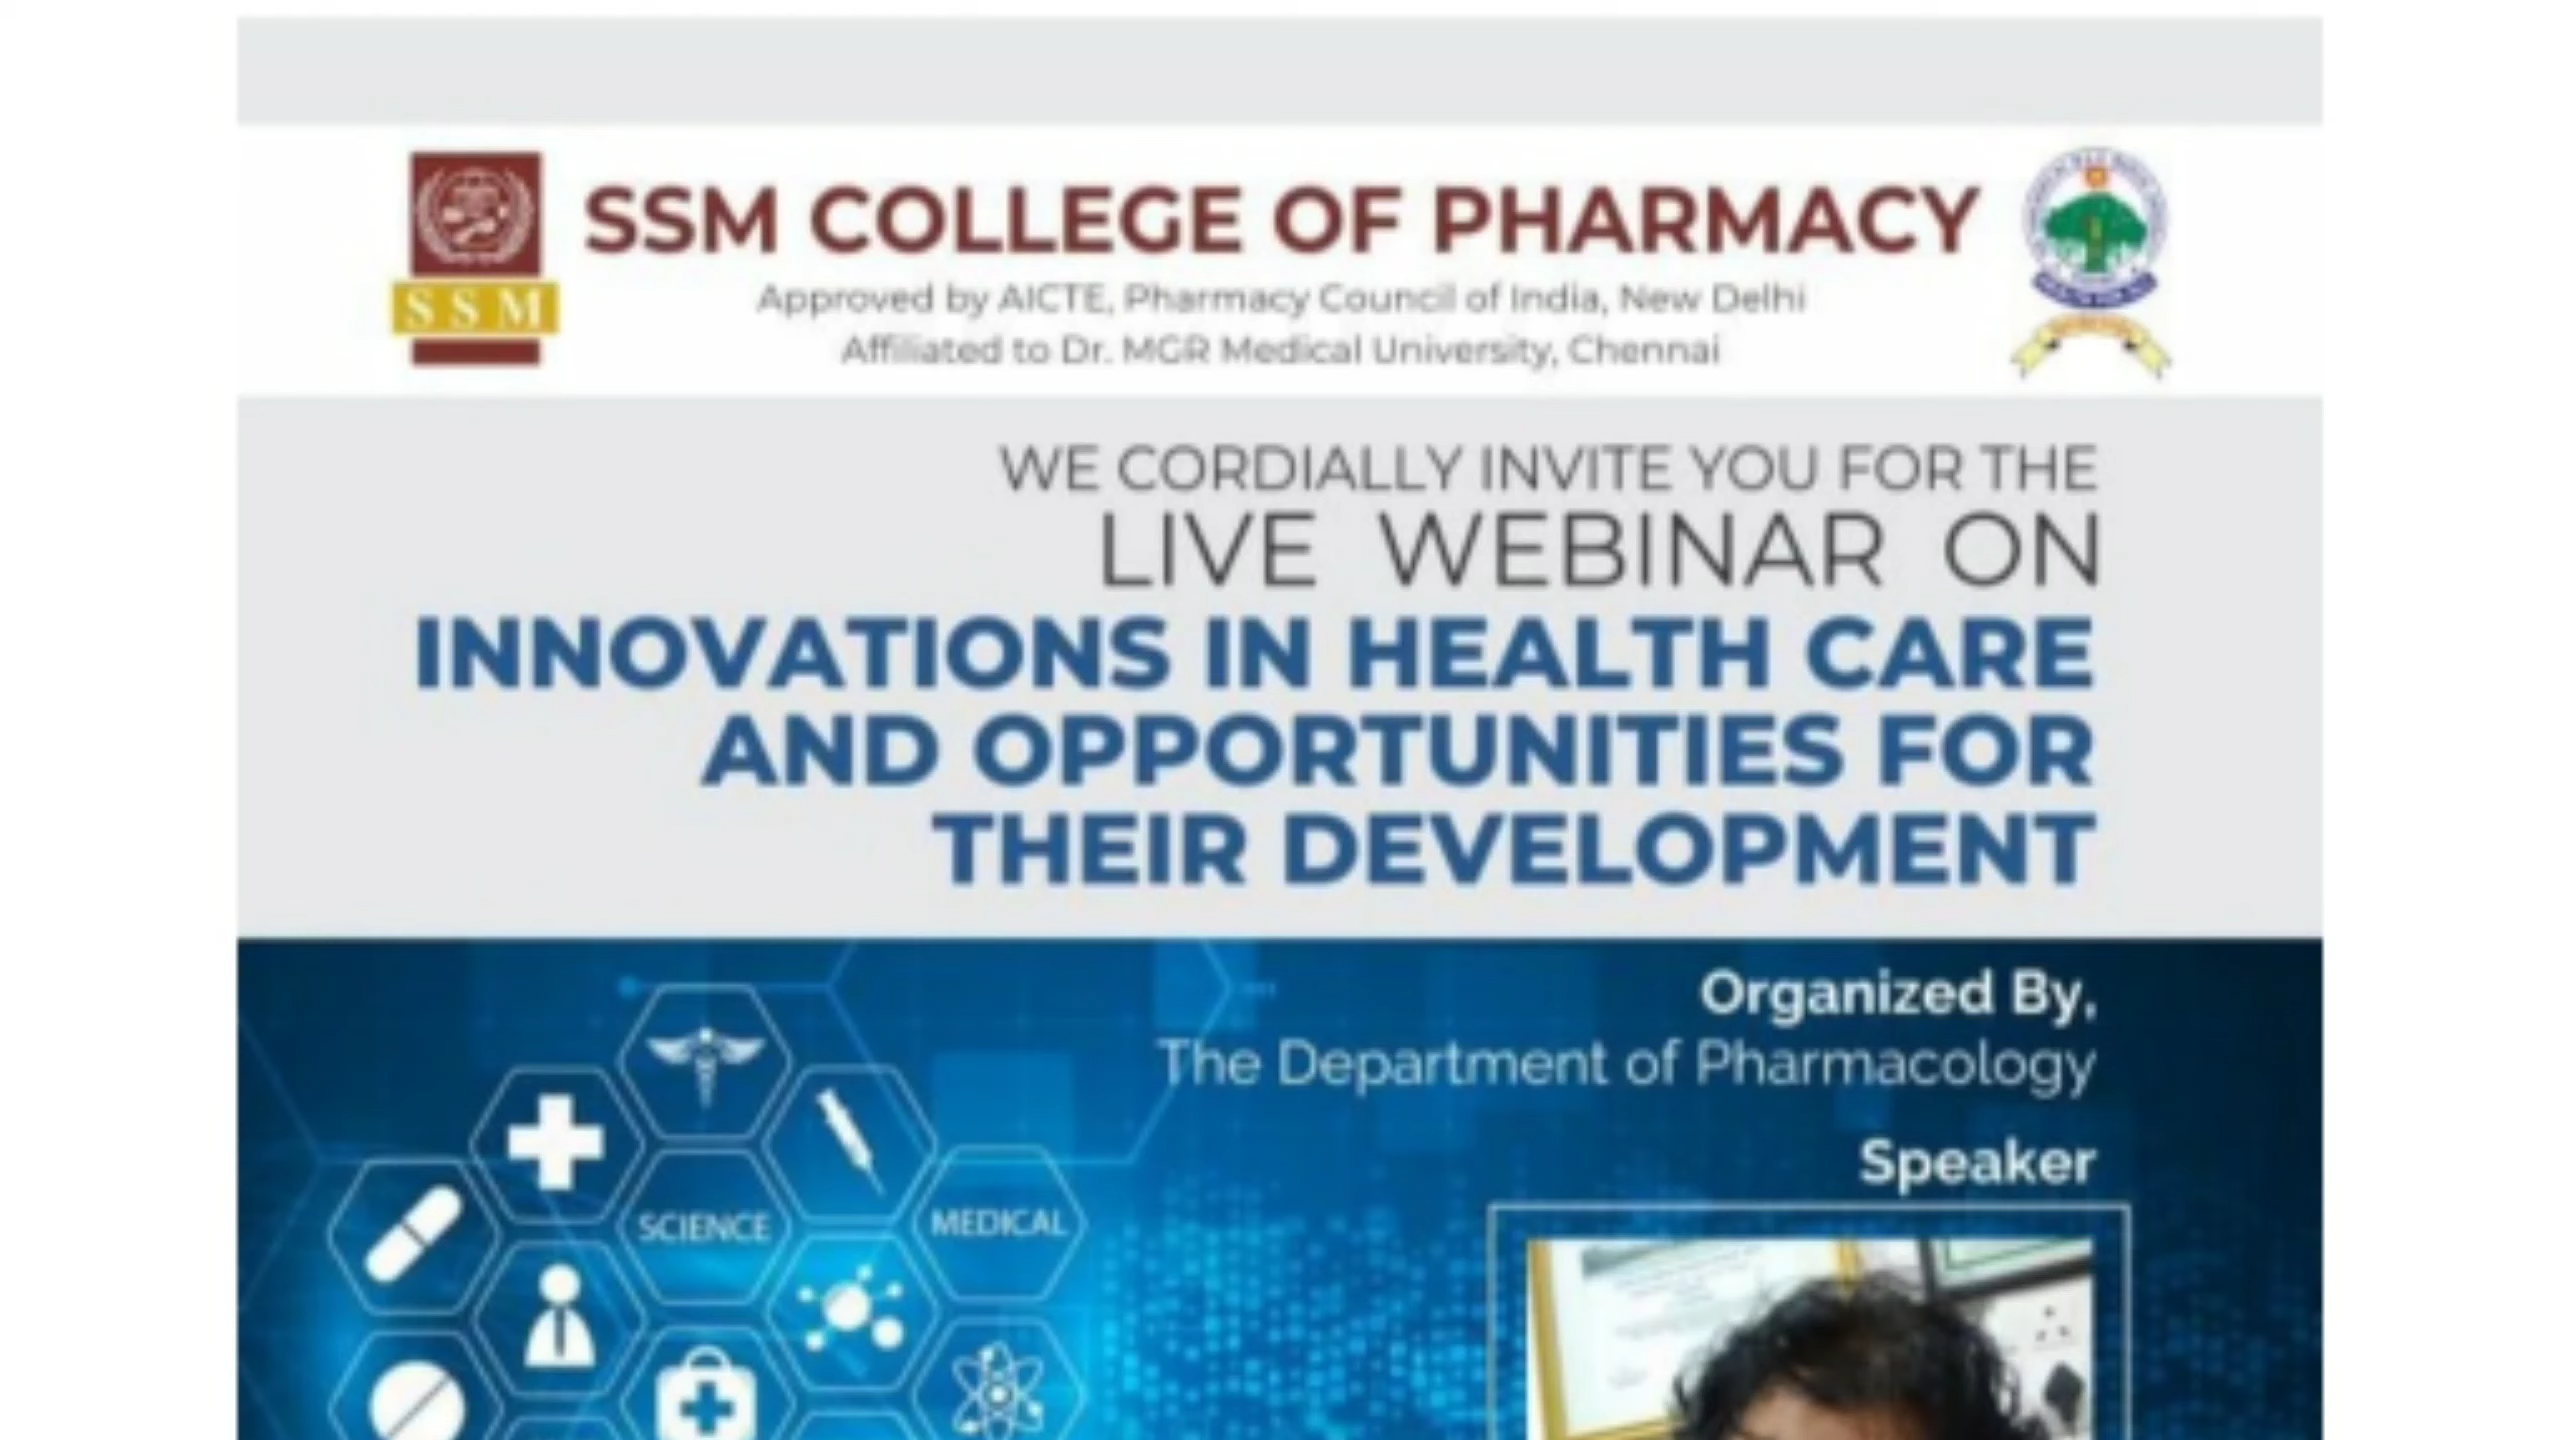 SSM COLLEGE OF PHARMACY
SSM
Approved by AICTE, Pharmacy Council of India, New Delhi
Affiliated to Dr. MGR Medical University, Chennai
WE CORDIALLY INVITE YOU FOR THE
LIVE WEBINAR ON
INNOVATIONS IN HEALTH CARE
AND OPPORTUNITIES FOR
THEIR DEVELOPMENT
Organized By,
The Department of Pharmacology
Speaker
SCIENCE
MEDICAL